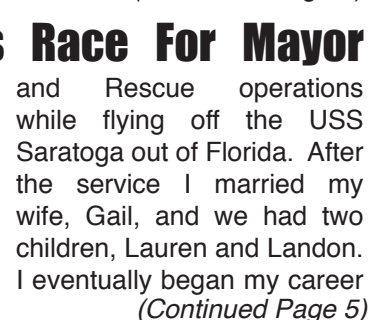 s Race For Mayor
and Rescue operations
while flying off the USS
Saratoga out of Florida. After
the service I married my
wife, Gail, and we had two
children, Lauren and Landon.
I eventually began my career
(Continued Page 5)